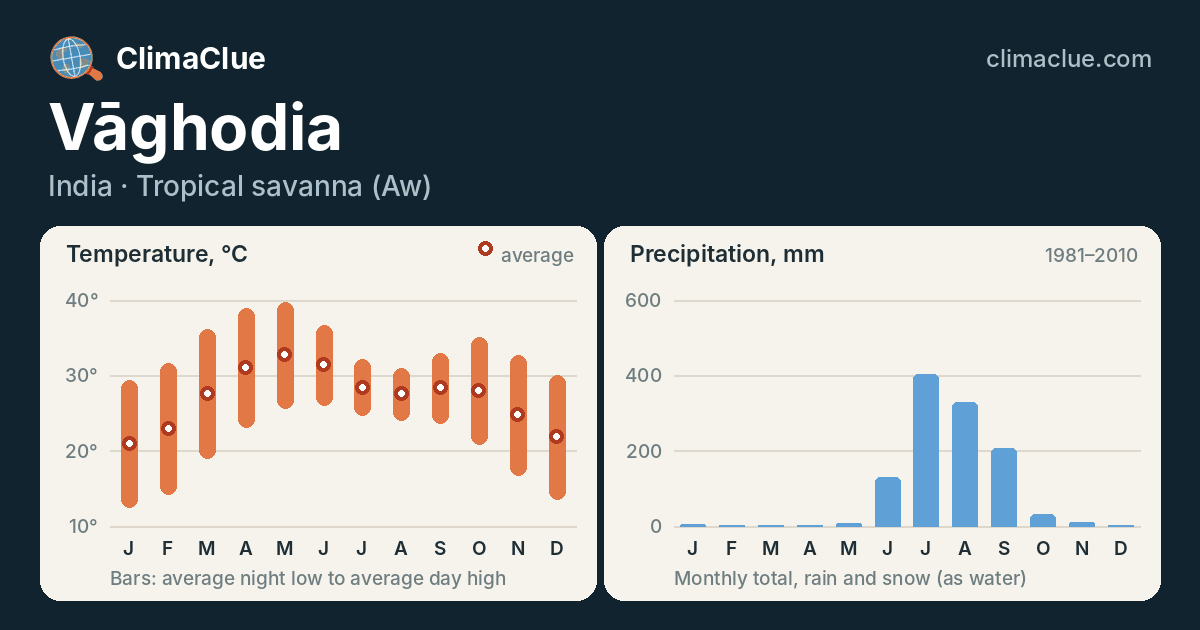 ClimaClue
climaclue.com
Vāghodia
India · Tropical savanna (Aw)
Temperature, °C
average
40°
30°
20°
10°
J F M A M J J A S O N D
Bars: average night low to average day high
Precipitation, mm
1981–2010
600
400
200
0
J F M A M J J A S O N D
Monthly total, rain and snow (as water)